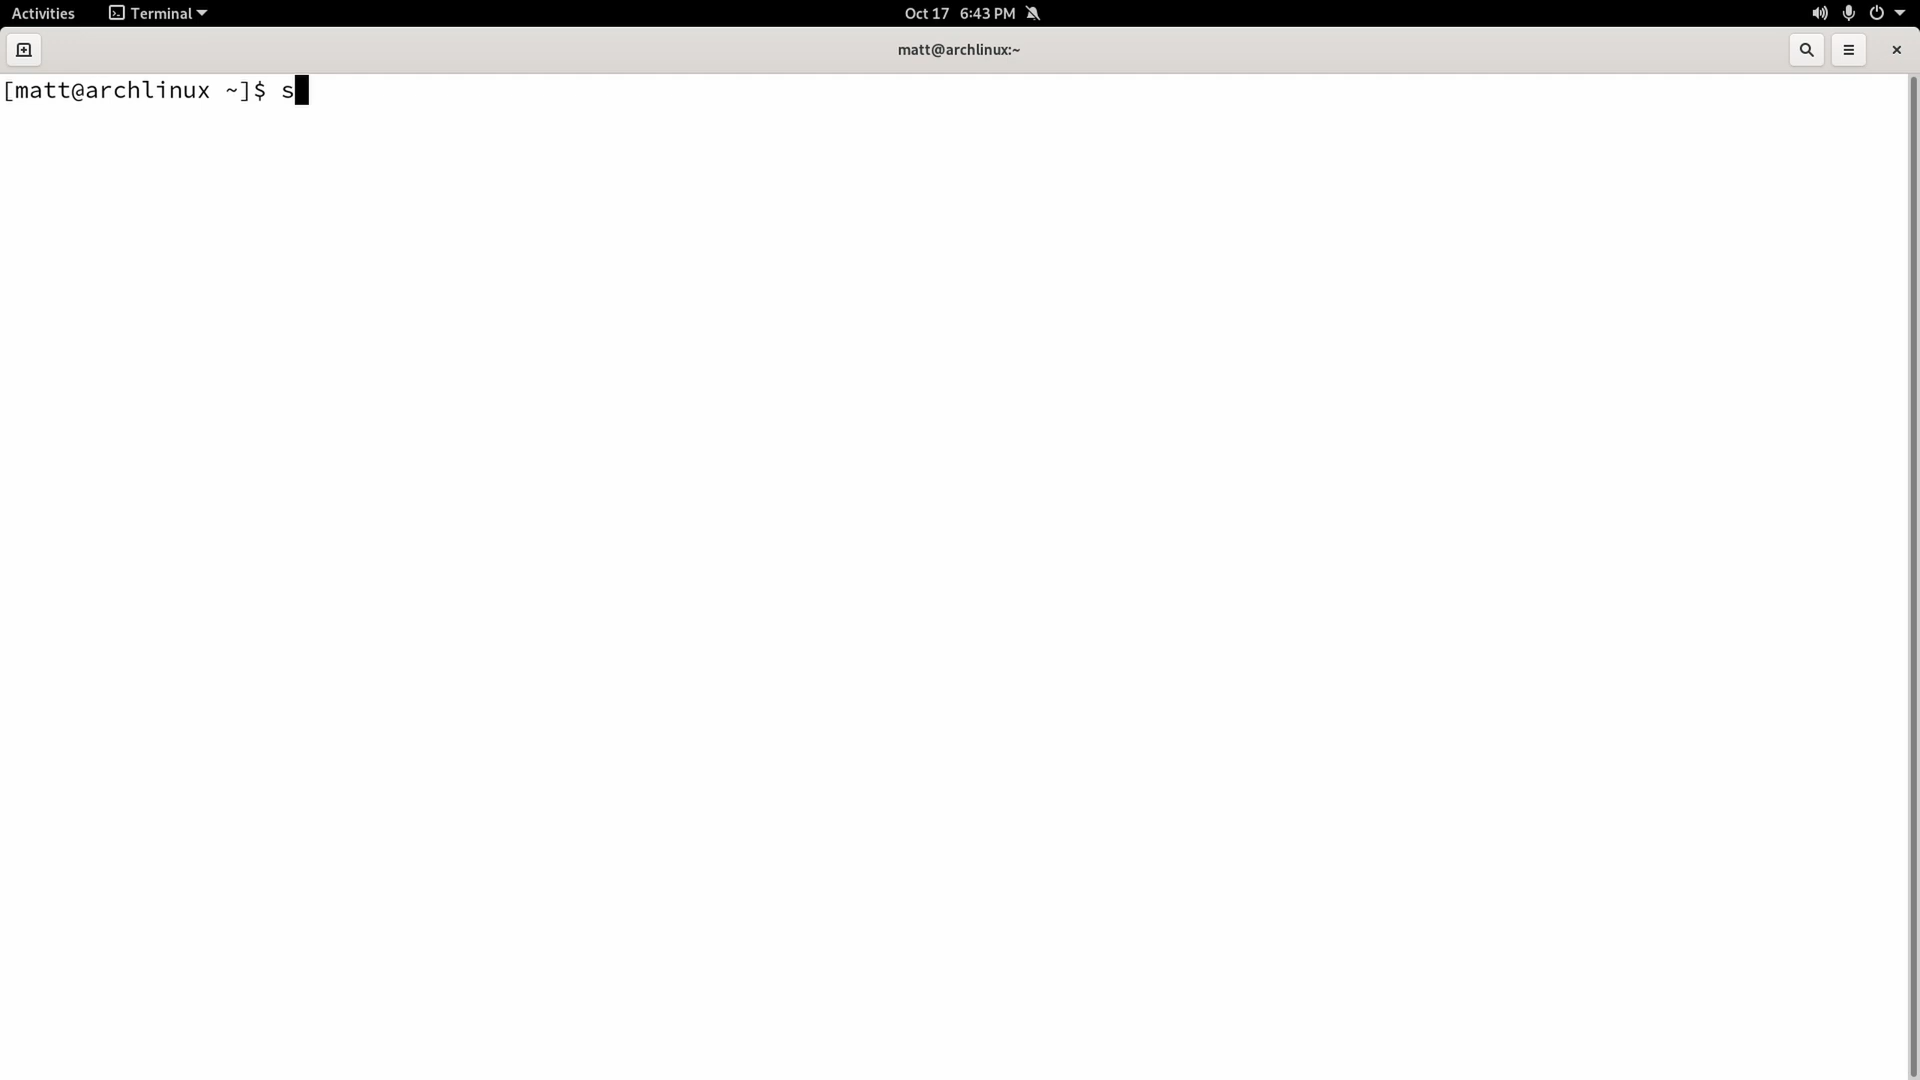 Activities Terminal Oct 17 6:43 PM
matt@archlinux:~
[matt@archlinux ~]$ s